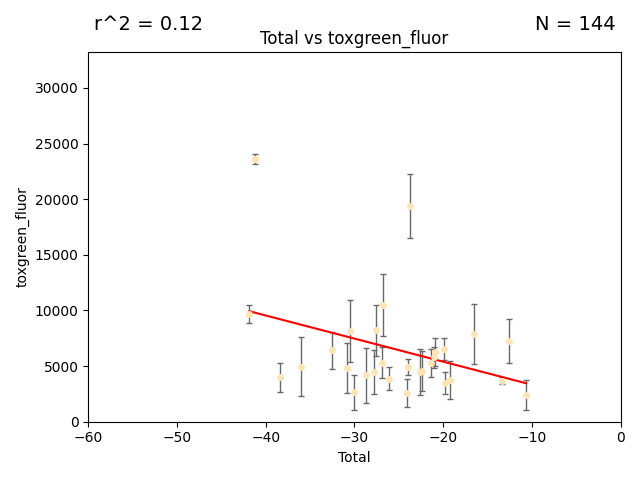 r^2 = 0.12
N = 144
Total vs toxgreen_fluor
30000
25000
20000
15000
10000
5000
0
toxgreen_fluor
−60
−50
−40
−30
−20
−10
0
Total